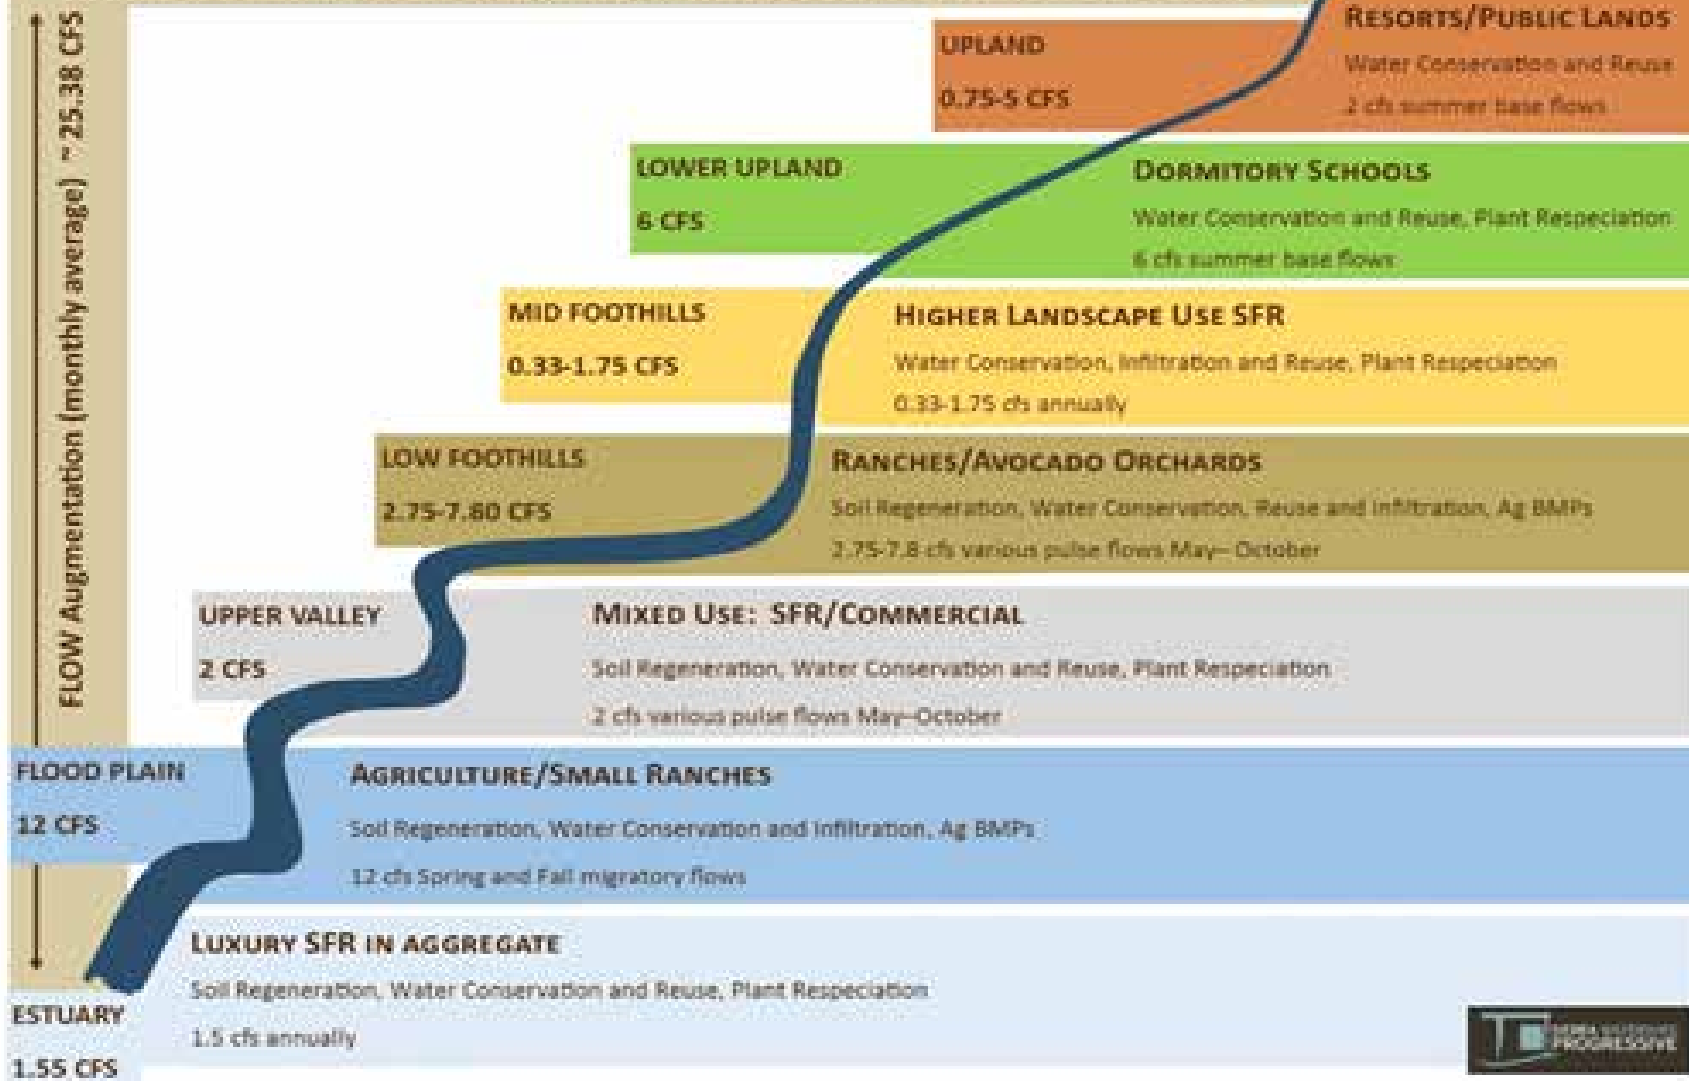 FLOW Augmentation (monthly average) ~25.38 CFS
UPLAND
0.75-5 CFS
RESORTS/PUBLIC LANDS
Water Conservation and Reuse
2 cfs summer base flows
LOWER UPLAND
6 CFS
DORMITORY SCHOOLS
Water Conservation and Reuse, Plant Respeciation
6 cfs summer base flows
MID FOOTHILLS
0.33-1.75 CFS
HIGHER LANDSCAPE USE SFR
Water Conservation, Infiltration and Reuse, Plant Respeciation
0.33-1.75 cfs annually
LOW FOOTHILLS
2.75-7.80 CFS
RANCHES/AVOCADO ORCHARDS
Soil Regeneration, Water Conservation, Reuse and Infiltration, Ag BMPs
2.75-7.8 cfs various pulse flows May– October
UPPER VALLEY
2 CFS
MIXED USE: SFR/COMMERCIAL
Soil Regeneration, Water Conservation and Reuse, Plant Respeciation
2 cfs various pulse flows May–October
FLOOD PLAIN
12 CFS
AGRICULTURE/SMALL RANCHES
Soil Regeneration, Water Conservation and Infiltration, Ag BMPs
12 cfs Spring and Fall migratory flows
LUXURY SFR IN AGGREGATE
Soil Regeneration, Water Conservation and Reuse, Plant Respeciation
1.5 cfs annually
ESTUARY
1.55 CFS
PROGRESSIVE